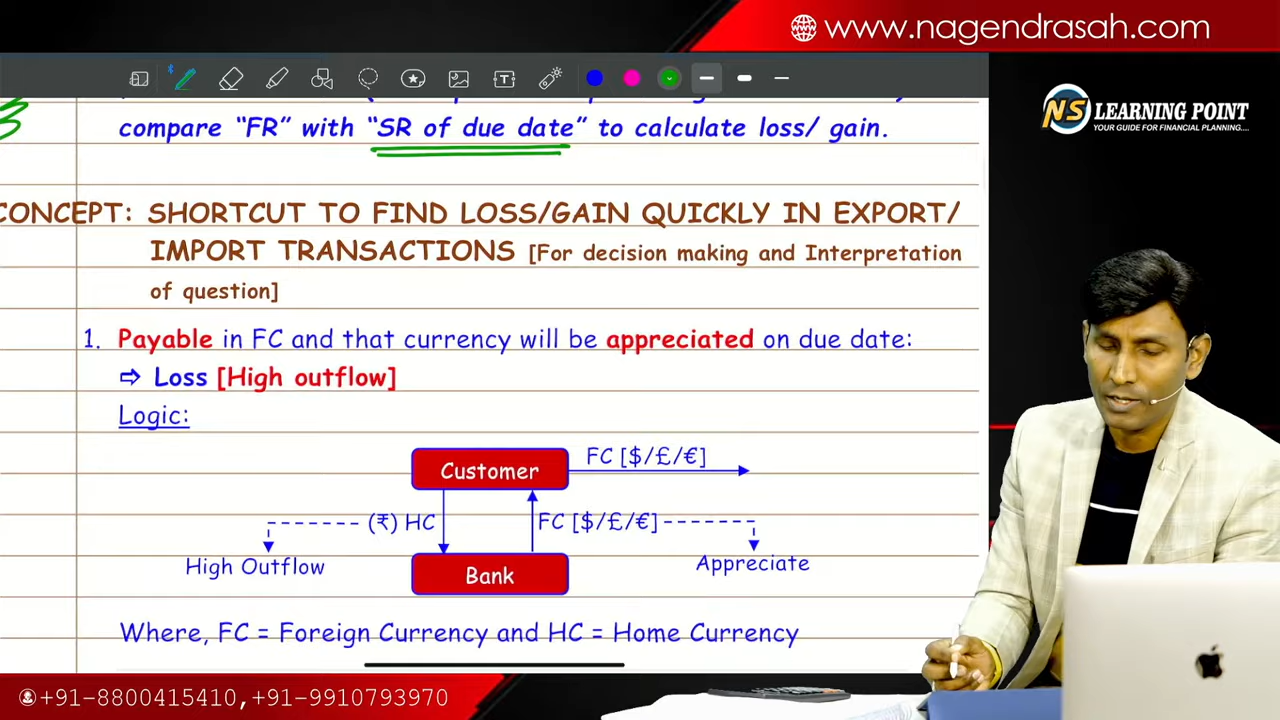 www.nagendrasah.com
NS LEARNING POINT
YOUR GUIDE FOR FINANCIAL PLANNING....
compare “FR” with “SR of due date” to calculate loss/ gain.
CONCEPT: SHORTCUT TO FIND LOSS/GAIN QUICKLY IN EXPORT/
IMPORT TRANSACTIONS [For decision making and Interpretation
of question]
1. Payable in FC and that currency will be appreciated on due date:
⇨ Loss [High outflow]
Logic:
FC [$/£/€]
Customer
(₹) HC
FC [$/£/€]
High Outflow
Appreciate
Bank
Where, FC = Foreign Currency and HC = Home Currency
+91-8800415410,+91-9910793970